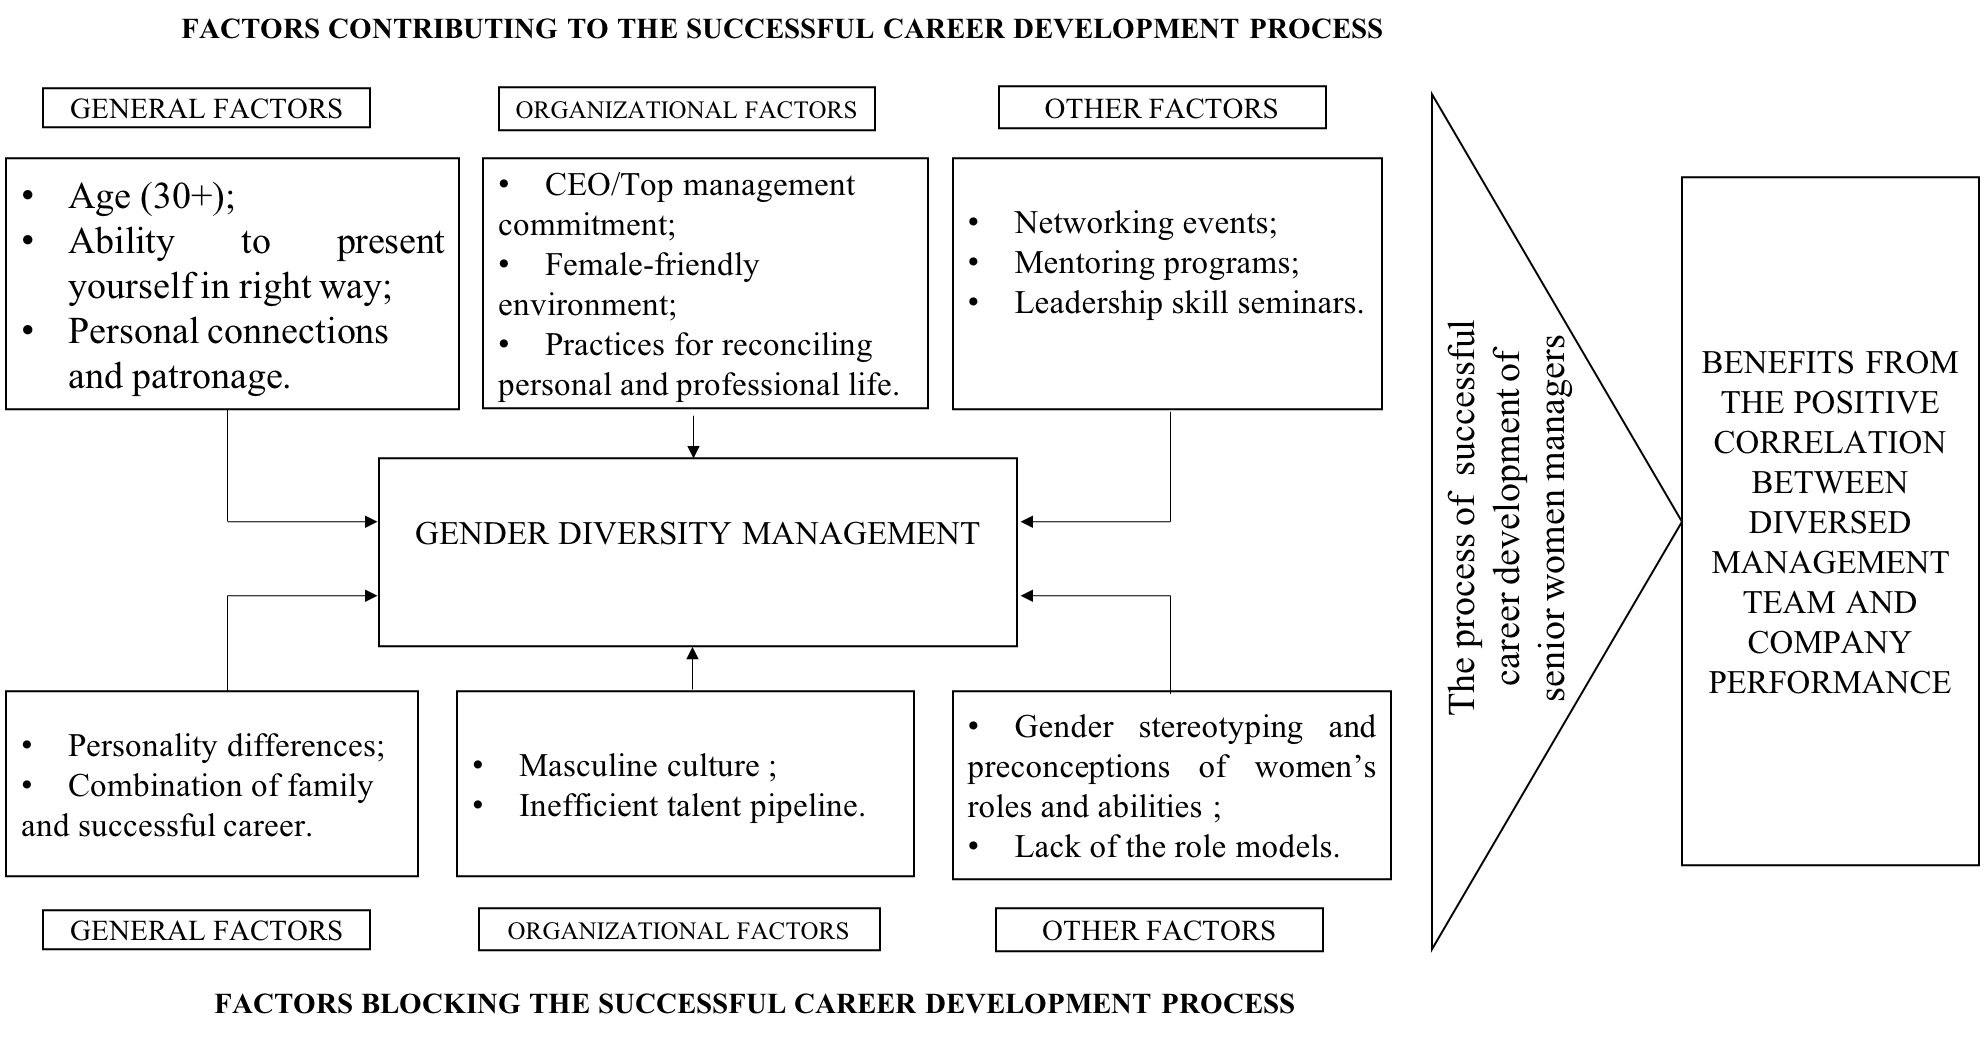 FACTORS CONTRIBUTING TO THE SUCCESSFUL CAREER DEVELOPMENT PROCESS
GENERAL FACTORS
ORGANIZATIONAL FACTORS
OTHER FACTORS
• Age (30+);
• Ability to present
yourself in right way;
• Personal connections
and patronage.
• CEO/Top management
commitment;
• Female-friendly
environment;
• Practices for reconciling
personal and professional life.
• Networking events;
• Mentoring programs;
• Leadership skill seminars.
GENDER DIVERSITY MANAGEMENT
• Personality differences;
• Combination of family
and successful career.
• Masculine culture ;
• Inefficient talent pipeline.
• Gender stereotyping and
preconceptions of women’s
roles and abilities ;
• Lack of the role models.
GENERAL FACTORS
ORGANIZATIONAL FACTORS
OTHER FACTORS
FACTORS BLOCKING THE SUCCESSFUL CAREER DEVELOPMENT PROCESS
The process of successful
career development of
senior women managers
BENEFITS FROM
THE POSITIVE
CORRELATION
BETWEEN
DIVERSED
MANAGEMENT
TEAM AND
COMPANY
PERFORMANCE